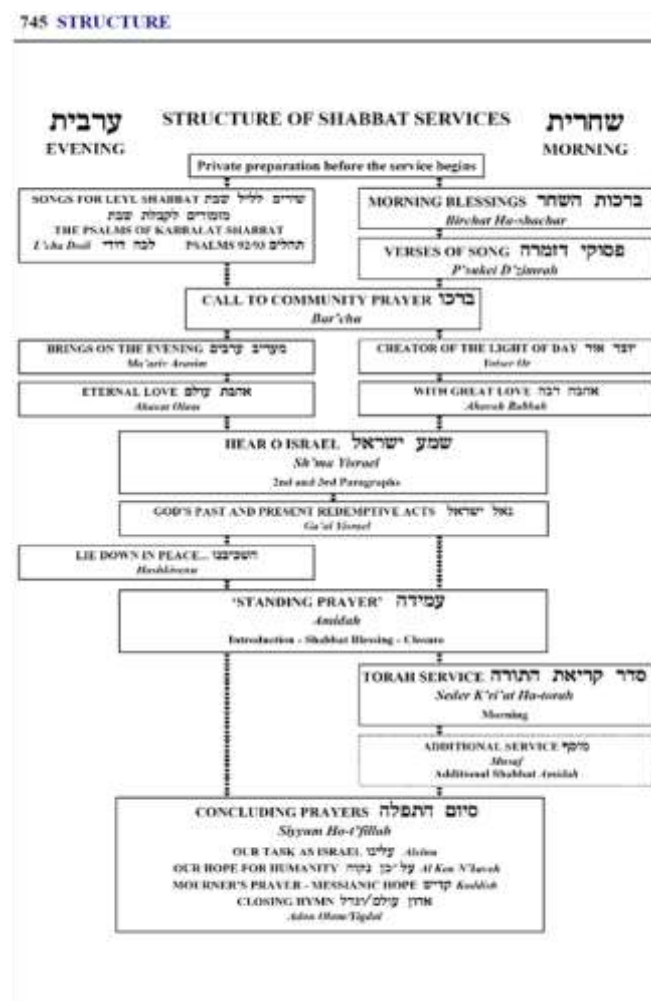 745 STRUCTURE
ערבית STRUCTURE OF SHABBAT SERVICES שחרית
EVENING MORNING
Private preparation before the service begins
SONGS FOR LEYL SHABBAT שירים לליל שבת
מזמורים לקבלת שבת
THE PSALMS OF KABBALAT SHABBAT
L'cha Dodi לכה דודי PSALMS 92/93 תהלים
MORNING BLESSINGS ברכות השחר
Birchat Ha-shachar
VERSES OF SONG פסוקי דזמרה
P'sukei D'zimrah
CALL TO COMMUNITY PRAYER ברכו
Bar'chu
BRINGS ON THE EVENING מעריב ערבים
Ma'ariv Aravim
CREATOR OF THE LIGHT OF DAY יוצר אור
Yotser Or
ETERNAL LOVE אהבת עולם
Ahavat Olam
WITH GREAT LOVE אהבה רבה
Ahavah Rabbah
HEAR O ISRAEL שמע ישראל
Sh'ma Yisrael
2nd and 3rd Paragraphs
GOD'S PAST AND PRESENT REDEMPTIVE ACTS גאל ישראל
Ga'al Yisrael
LIE DOWN IN PEACE... השכיבנו
Hashkiveinu
'STANDING PRAYER' עמידה
Amidah
Introduction - Shabbat Blessing - Closure
TORAH SERVICE סדר קריאת התורה
Seder K'ri'at Ha-torah
Morning
ADDITIONAL SERVICE מוסף
Musaf
Additional Shabbat Amidah
CONCLUDING PRAYERS סיום התפלה
Siyyum Ha-t'fillah
OUR TASK AS ISRAEL עלינו Aleinu
OUR HOPE FOR HUMANITY על כן נקוה Al Ken N'kaveh
MOURNER'S PRAYER - MESSIANIC HOPE קדיש Kaddish
CLOSING HYMN אדון עולם/יגדל
Adon Olam/Yigdal